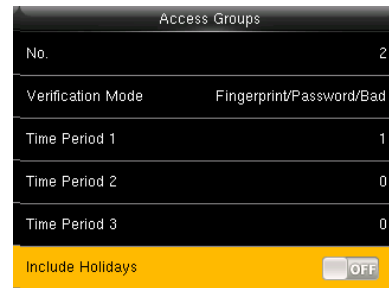 Access Groups
No. 2
Verification Mode Fingerprint/Password/Bad
Time Period 1 1
Time Period 2 0
Time Period 3 0
Include Holidays OFF